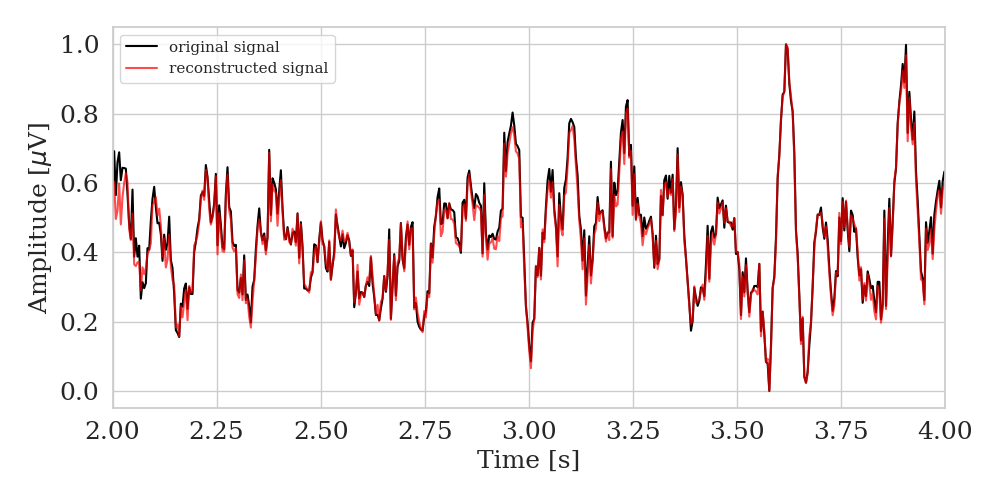 original signal
reconstructed signal
Amplitude [μV]
1.0
0.8
0.6
0.4
0.2
0.0
2.00 2.25 2.50 2.75 3.00 3.25 3.50 3.75 4.00
Time [s]